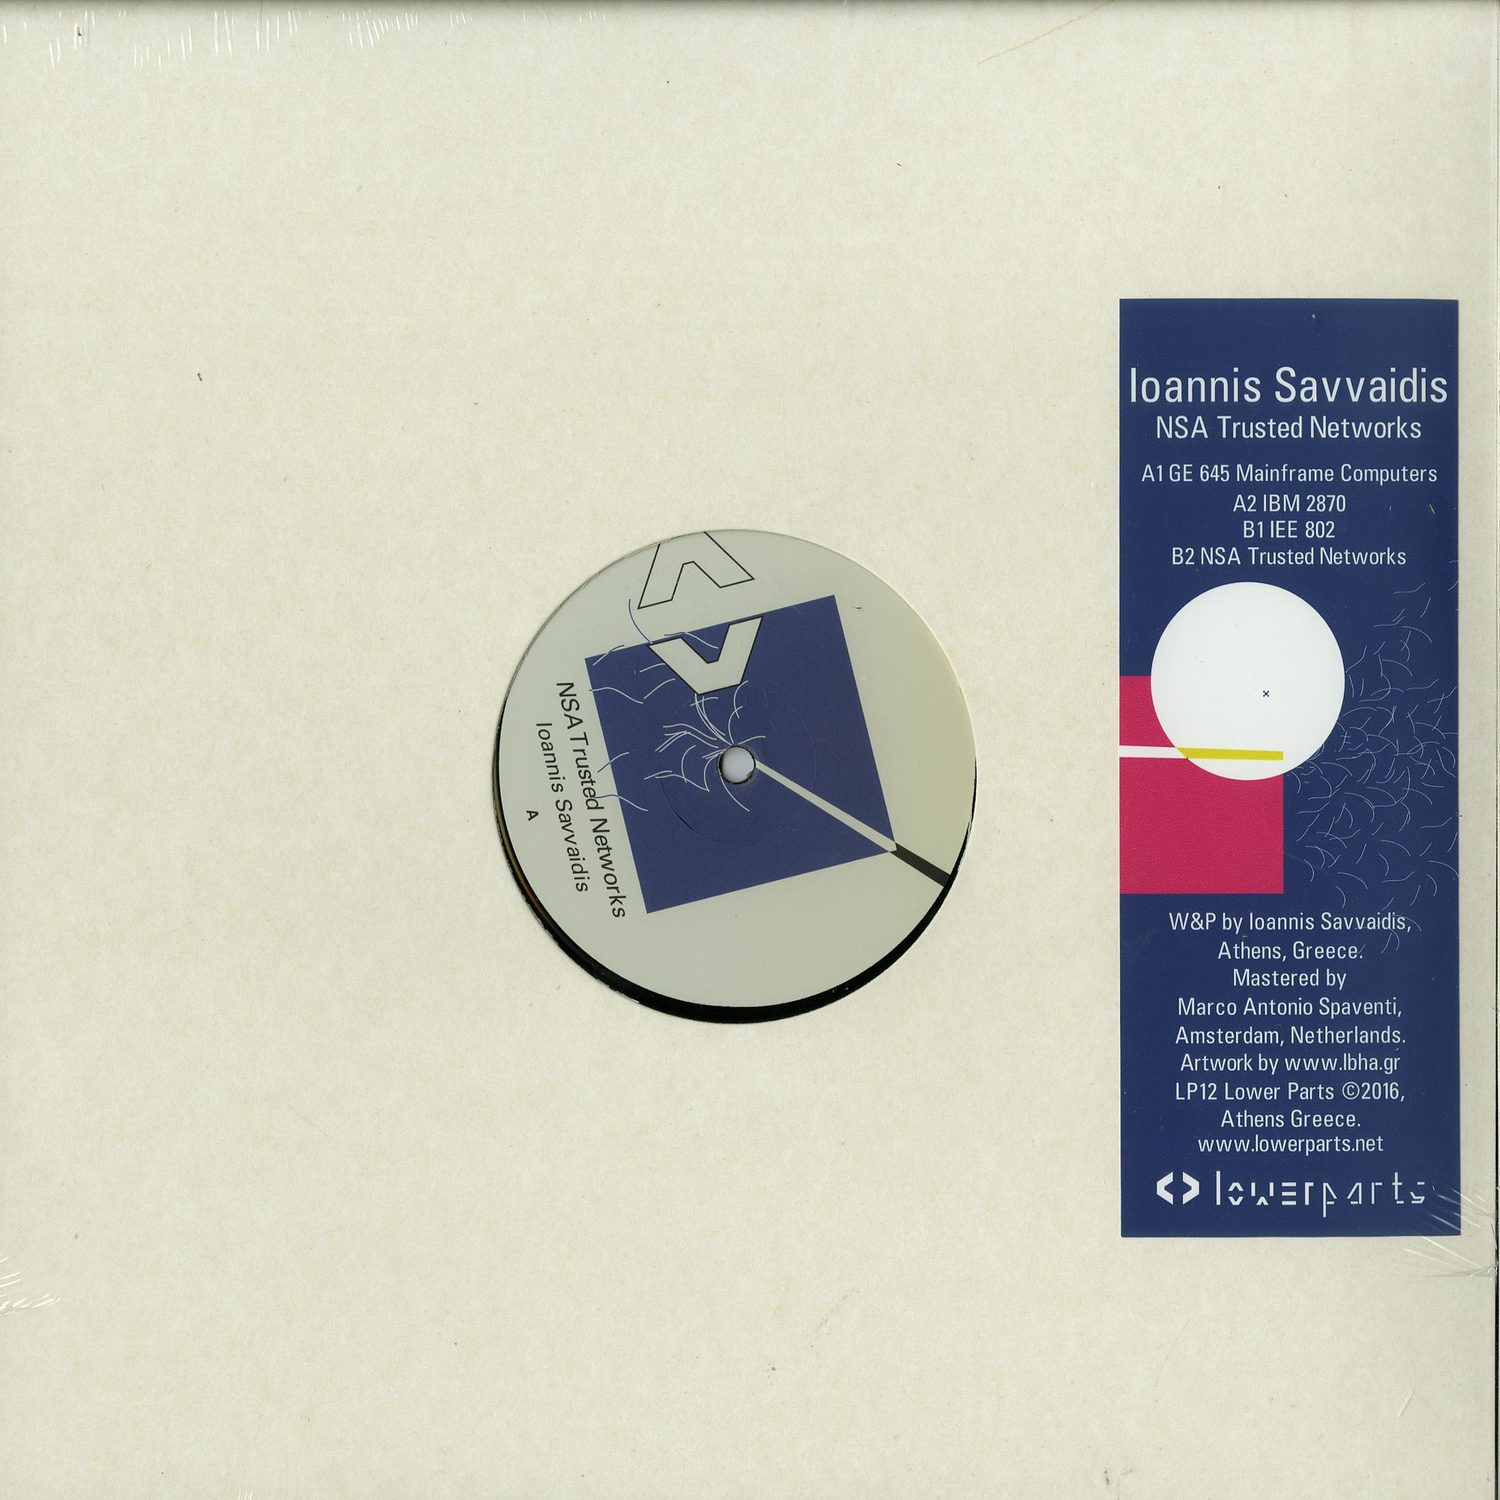 Ioannis Savvaidis
NSA Trusted Networks
A1 GE 645 Mainframe Computers
A2 IBM 2870
B1 IEE 802
B2 NSA Trusted Networks
W&P by Ioannis Savvaidis,
Athens, Greece.
Mastered by
Marco Antonio Spaventi,
Amsterdam, Netherlands.
Artwork by www.lbha.gr
LP12 Lower Parts ©2016,
Athens Greece.
www.lowerparts.net
lowerparts
NSA Trusted Networks
Ioannis Savvaidis
A